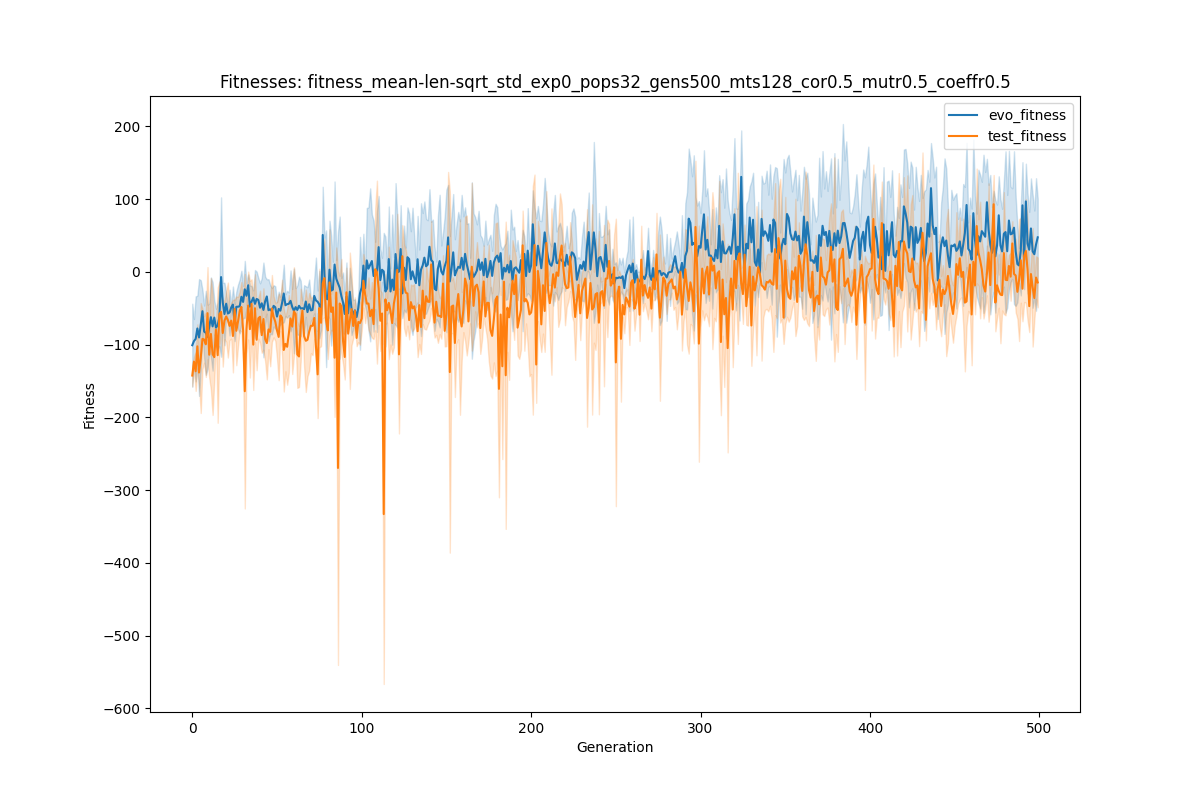 Fitnesses: fitness_mean-len-sqrt_std_exp0_pops32_gens500_mts128_cor0.5_mutr0.5_coeffr0.5
evo_fitness
test_fitness
200
100
0
−100
−200
−300
−400
−500
−600
Fitness
0 100 200 300 400 500
Generation